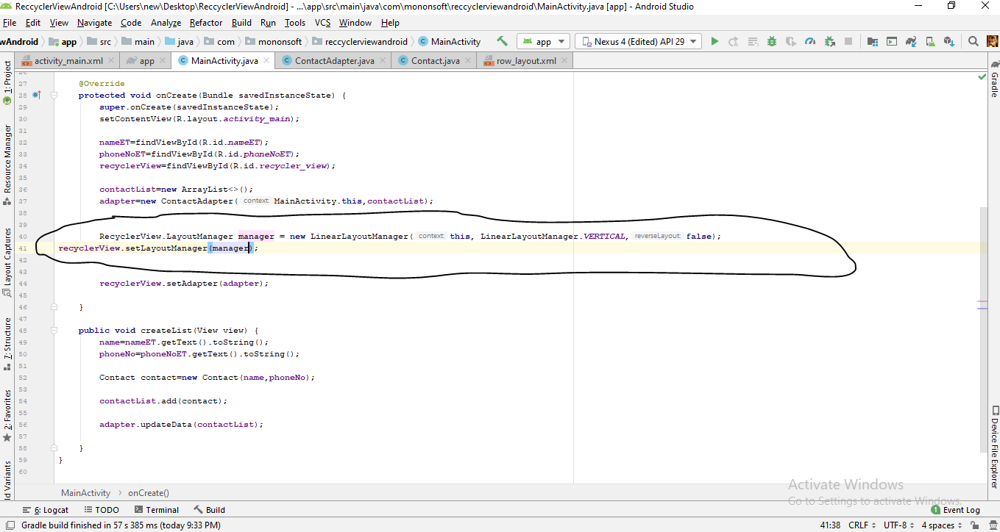 ReccylerViewAndroid [C:\Users\new\Desktop\ReccylerViewAndroid] - ...\app\src\main\java\com\mononsoft\reccyclerviewandroid\MainActivity.java [app] - Android Studio
File Edit View Navigate Code Analyze Refactor Build Run Tools VCS Window Help
wAndroid app src main java com mononsoft reccyclerviewandroid MainActivity app Nexus 4 (Edited) API 29
activity_main.xml app MainActivity.java ContactAdapter.java Contact.java row_layout.xml
27 @Override
28 protected void onCreate(Bundle savedInstanceState) {
29 super.onCreate(savedInstanceState);
30 setContentView(R.layout.activity_main);
31
32 nameET=findViewById(R.id.nameET);
33 phoneNoET=findViewById(R.id.phoneNoET);
34 recyclerView=findViewById(R.id.recycler_view);
35
36 contactList=new ArrayList<>();
37 adapter=new ContactAdapter( context: MainActivity.this,contactList);
38
39
40 RecyclerView.LayoutManager manager = new LinearLayoutManager( context: this, LinearLayoutManager.VERTICAL, reverseLayout: false);
41 recyclerView.setLayoutManager(manager);
42
43
44 recyclerView.setAdapter(adapter);
45
46 }
47
48 public void createList(View view) {
49 name=nameET.getText().toString();
50 phoneNo=phoneNoET.getText().toString();
51
52 Contact contact=new Contact(name,phoneNo);
53
54 contactList.add(contact);
55
56 adapter.updateData(contactList);
57
58 }
59 }
60
1: Project
Resource Manager
Layout Captures
7: Structure
2: Favorites
ld Variants
Gradle
Device File Explorer
MainActivity › onCreate()
Activate Windows
Go to Settings to activate Windows.
6: Logcat TODO Terminal Build 1 Event Log
Gradle build finished in 57 s 385 ms (today 9:33 PM) 41:38 CRLF UTF-8 4 spaces